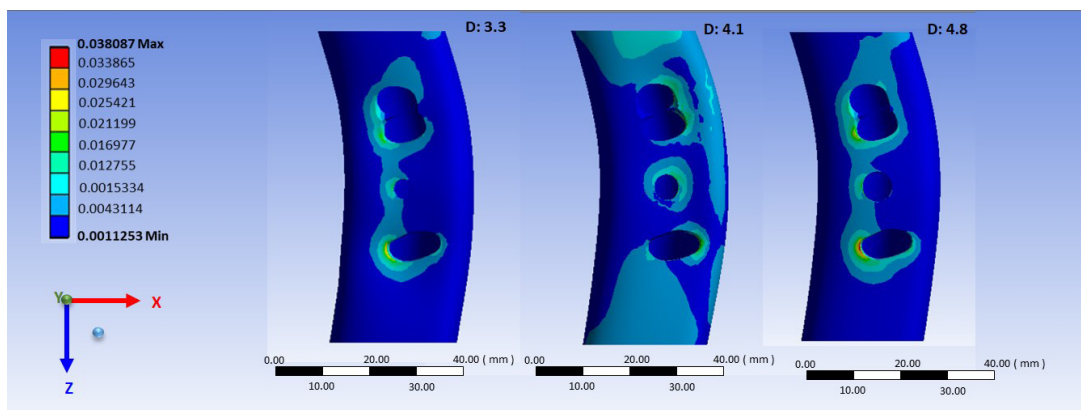 D: 3.3
D: 4.1
D: 4.8
0.038087 Max
0.033865
0.029643
0.025421
0.021199
0.016977
0.012755
0.0015334
0.0043114
0.0011253 Min
Y
X
Z
0.00 20.00 40.00 ( mm )
10.00 30.00
0.00 20.00 40.00 ( mm )
10.00 30.00
0.00 20.00 40.00 ( mm )
10.00 30.00